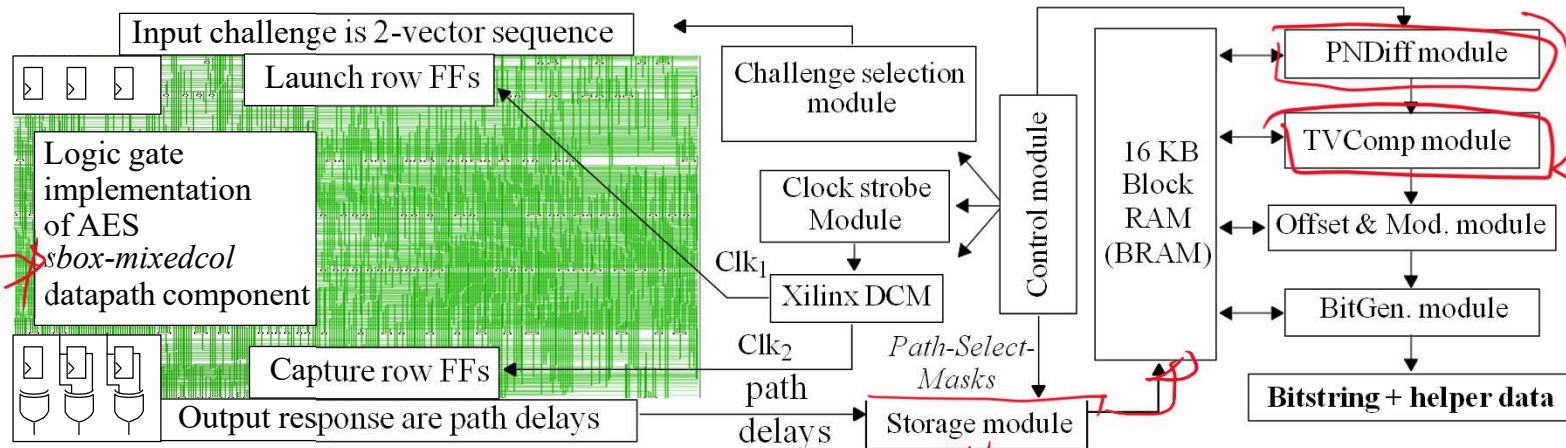 Input challenge is 2-vector sequence
Launch row FFs
Logic gate
implementation
of AES
sbox-mixedcol
datapath component
Capture row FFs
Output response are path delays
Challenge selection
module
Clock strobe
Module
Clk1
Xilinx DCM
Clk2
path
delays
Control module
Path-Select-
Masks
Storage module
16 KB
Block
RAM
(BRAM)
PNDiff module
TVComp module
Offset & Mod. module
BitGen. module
Bitstring + helper data